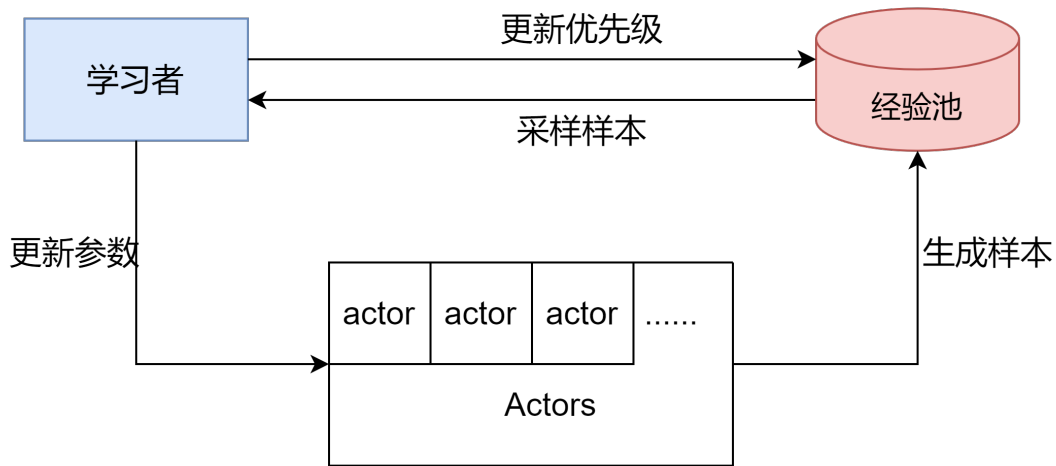 更新优先级
学习者
经验池
采样样本
更新参数
生成样本
actor
actor
actor
......
Actors